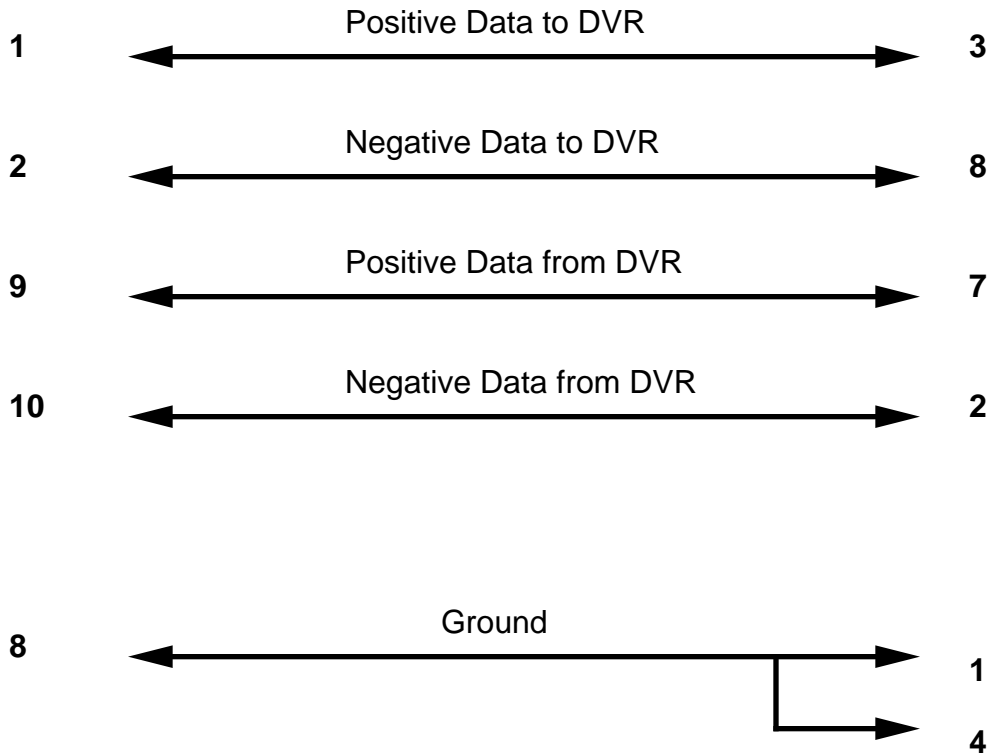 Positive Data to DVR
1 3
Negative Data to DVR
2 8
Positive Data from DVR
9 7
Negative Data from DVR
10 2
Ground
8 1
4